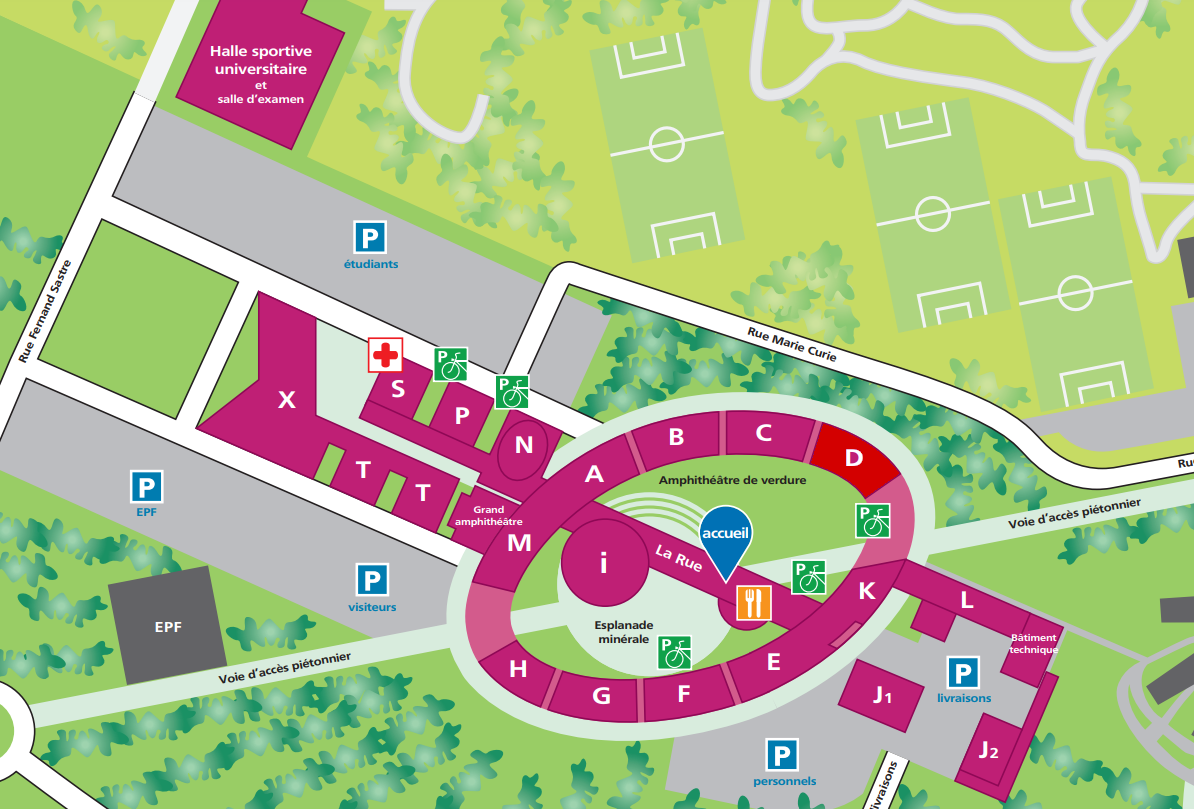 Halle sportive
universitaire
et
salle d'examen
P
étudiants
Rue Fernand Sastre
Rue Marie Curie
X
S
P
P
P
N
T
T
Grand
amphithéâtre
M
A
B
C
D
Amphithéâtre de verdure
P
EPF
P
visiteurs
EPF
Voie d'accès piétonnier
i
La Rue
accueil
P
P
Esplanade
minérale
P
Voie d'accès piétonnier
K
L
Bâtiment
technique
H
G
F
E
J1
P
livraisons
J2
P
personnels
livraisons